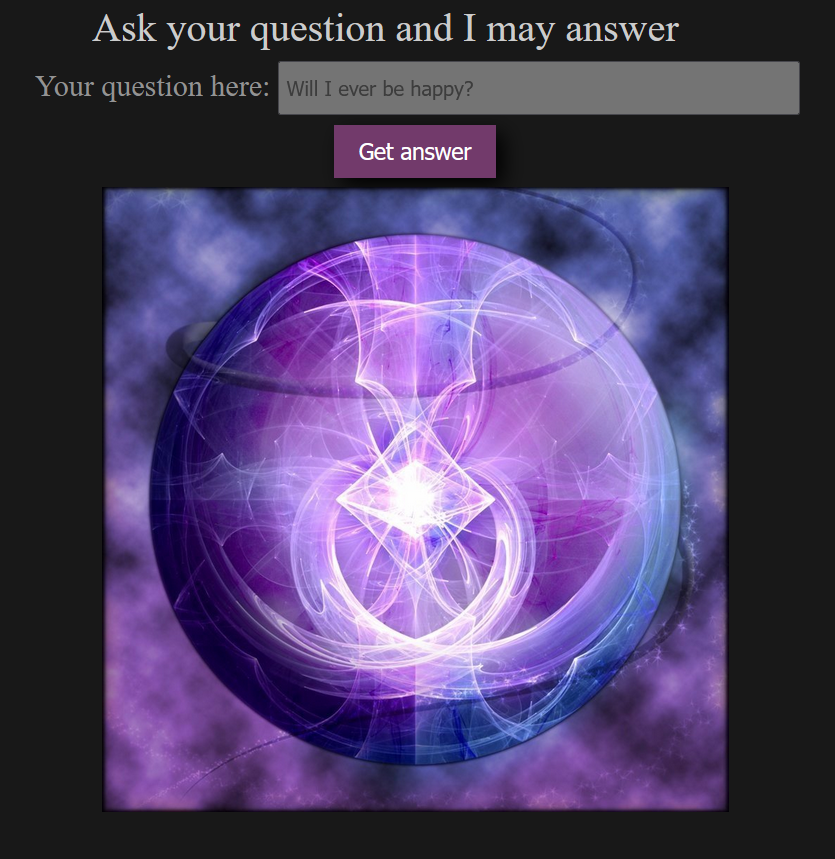 Ask your question and I may answer
Your question here: Will I ever be happy?
Get answer